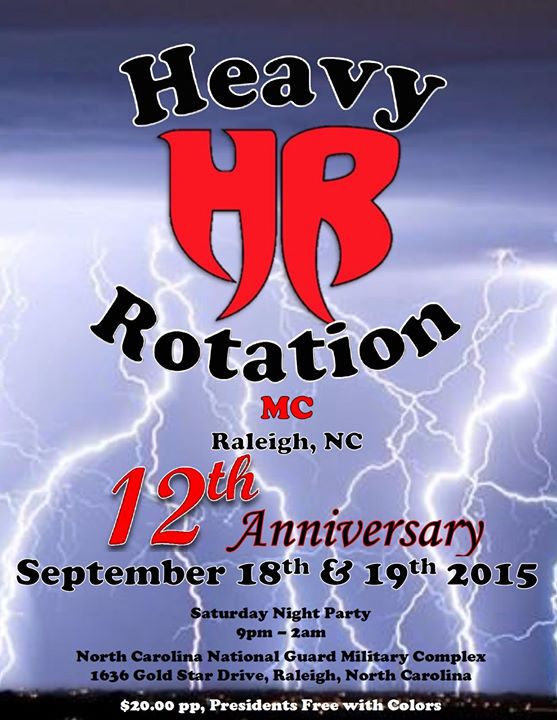 Heavy
HR
Rotation
MC
Raleigh, NC
12th Anniversary
September 18th & 19th 2015
Saturday Night Party
9pm – 2am
North Carolina National Guard Military Complex
1636 Gold Star Drive, Raleigh, North Carolina
$20.00 pp, Presidents Free with Colors